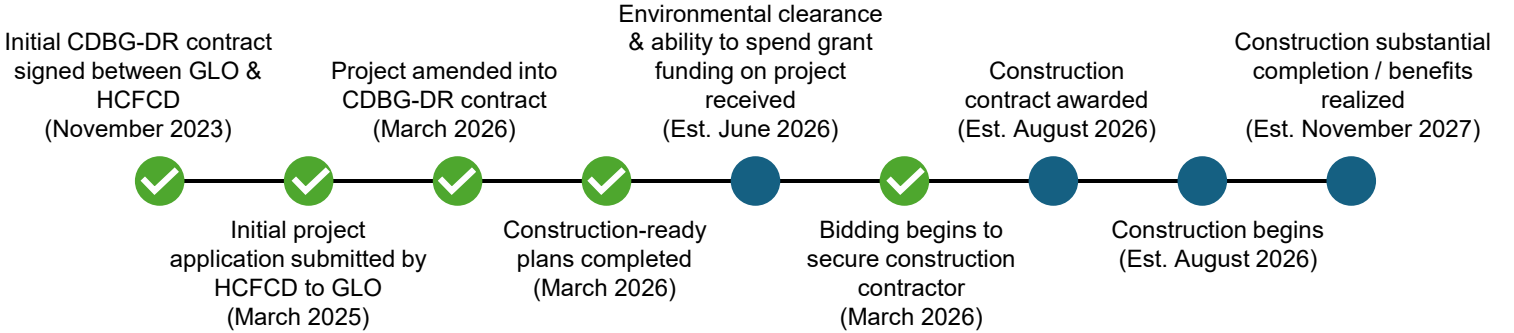 Initial CDBG-DR contract
signed between GLO &
HCFCD
(November 2023)
Initial project
application submitted by
HCFCD to GLO
(March 2025)
Project amended into
CDBG-DR contract
(March 2026)
Construction-ready
plans completed
(March 2026)
Environmental clearance
& ability to spend grant
funding on project
received
(Est. June 2026)
Bidding begins to
secure construction
contractor
(March 2026)
Construction
contract awarded
(Est. August 2026)
Construction begins
(Est. August 2026)
Construction substantial
completion / benefits
realized
(Est. November 2027)